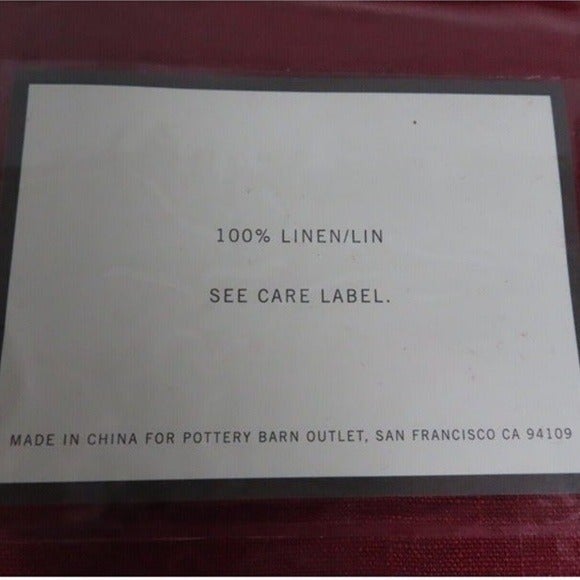 100% LINEN/LIN
SEE CARE LABEL.
MADE IN CHINA FOR POTTERY BARN OUTLET, SAN FRANCISCO CA 94109